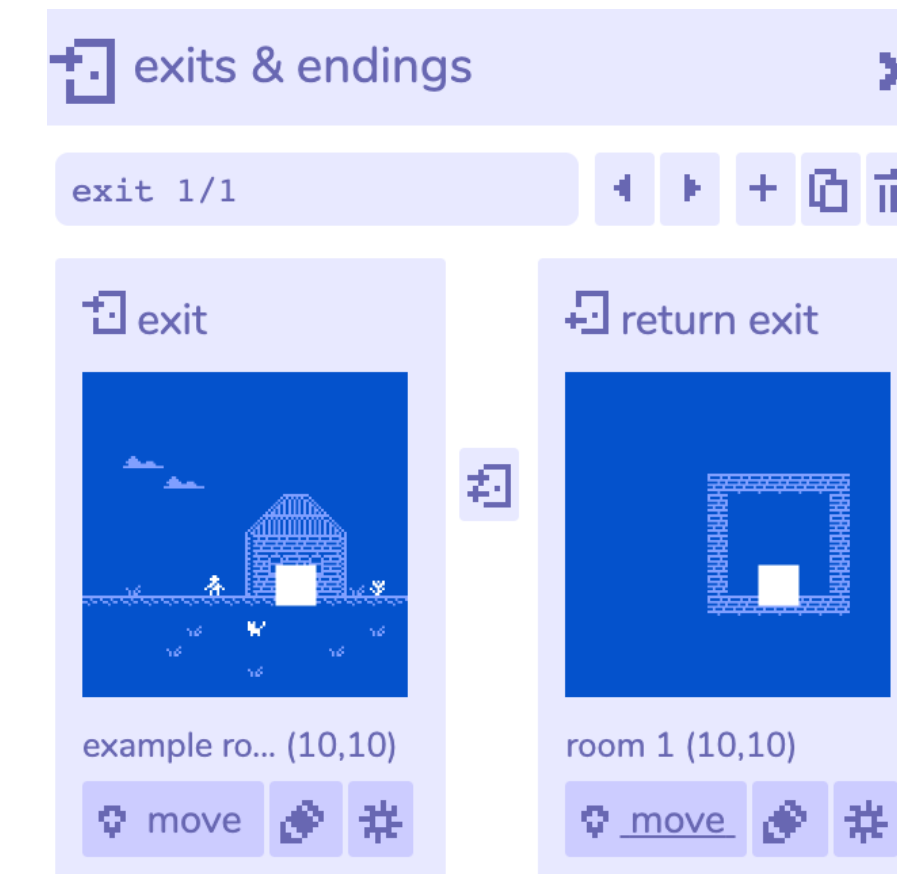 exits & endings
exit 1/1
exit
return exit
example ro... (10,10)
room 1 (10,10)
move
move